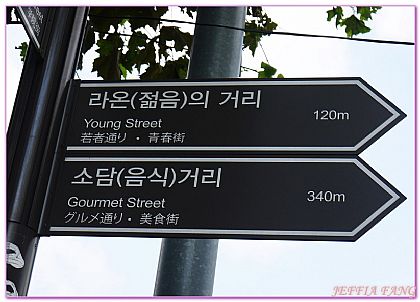 라온(젊음)의 거리
Young Street
若者通り・青春街
120m
소담(음식)거리
Gourmet Street
グルメ通り・美食街
340m
JEFFIA FANG